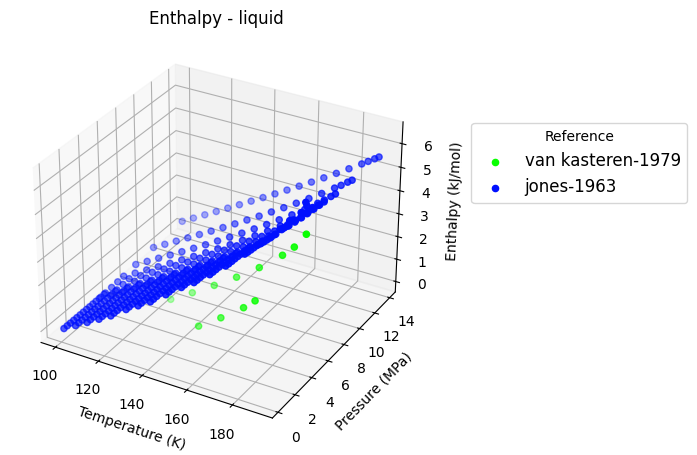 Enthalpy - liquid
Reference
van kasteren-1979
jones-1963
Enthalpy (kJ/mol)
6
5
4
3
2
1
0
Pressure (MPa)
14
12
10
8
6
4
2
0
Temperature (K)
100
120
140
160
180